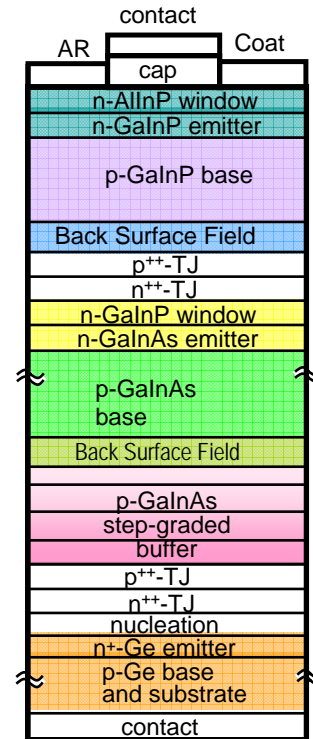 contact
AR
Coat
cap
n-AlInP window
n-GaInP emitter
p-GaInP base
Back Surface Field
p++-TJ
n++-TJ
n-GaInP window
n-GaInAs emitter
p-GaInAs
base
Back Surface Field
p-GaInAs
step-graded
buffer
p++-TJ
n++-TJ
nucleation
n+-Ge emitter
p-Ge base
and substrate
contact